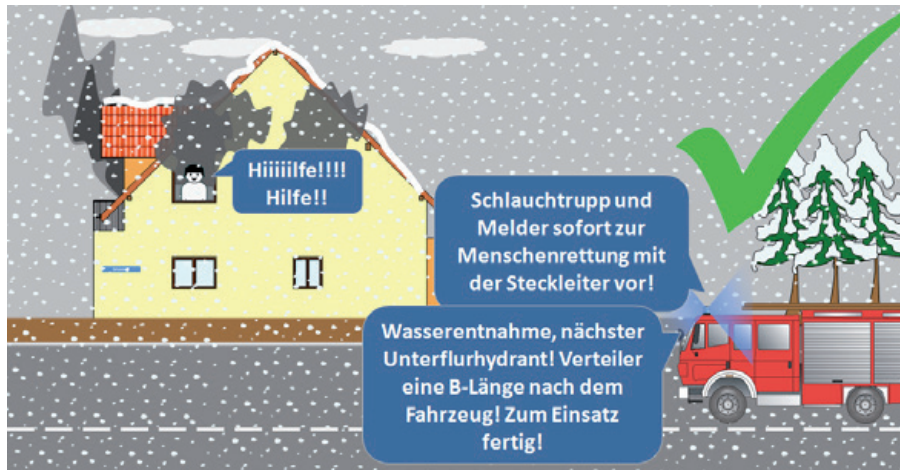 Hiiiiilfe!!!!
Hilfe!!
Schlauchtrupp und
Melder sofort zur
Menschenrettung mit
der Steckleiter vor!
Wasserentnahme, nächster
Unterflurhydrant! Verteiler
eine B-Länge nach dem
Fahrzeug! Zum Einsatz
fertig!